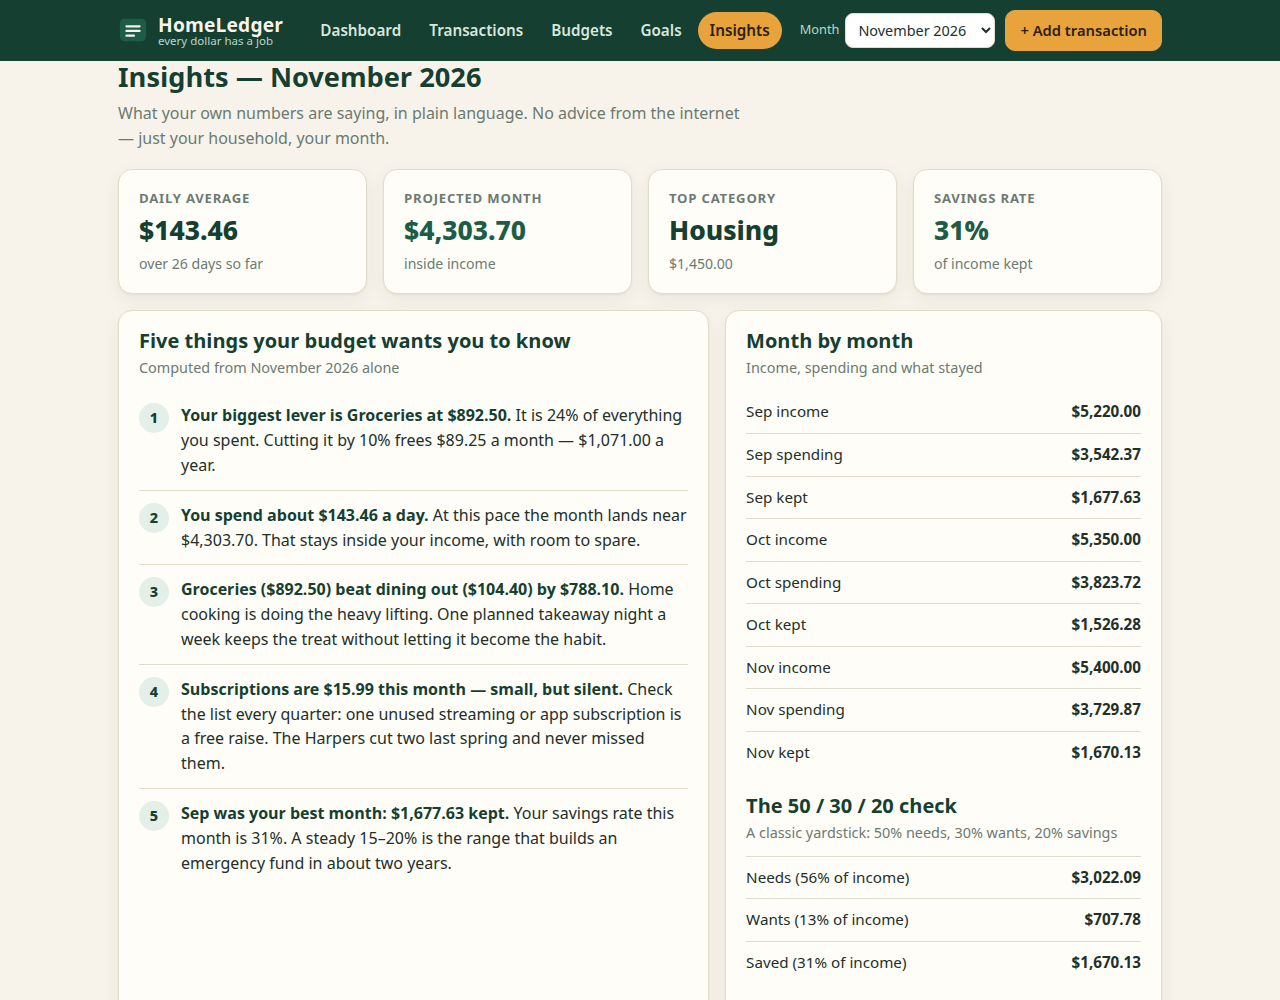 HomeLedger
every dollar has a job
Dashboard
Transactions
Budgets
Goals
Insights
Month
November 2026
+ Add transaction
Insights — November 2026
What your own numbers are saying, in plain language. No advice from the internet
— just your household, your month.
DAILY AVERAGE
$143.46
over 26 days so far
PROJECTED MONTH
$4,303.70
inside income
TOP CATEGORY
Housing
$1,450.00
SAVINGS RATE
31%
of income kept
Five things your budget wants you to know
Computed from November 2026 alone
1
Your biggest lever is Groceries at $892.50. It is 24% of everything
you spent. Cutting it by 10% frees $89.25 a month — $1,071.00 a
year.
2
You spend about $143.46 a day. At this pace the month lands near
$4,303.70. That stays inside your income, with room to spare.
3
Groceries ($892.50) beat dining out ($104.40) by $788.10. Home
cooking is doing the heavy lifting. One planned takeaway night a
week keeps the treat without letting it become the habit.
4
Subscriptions are $15.99 this month — small, but silent. Check
the list every quarter: one unused streaming or app subscription is
a free raise. The Harpers cut two last spring and never missed
them.
5
Sep was your best month: $1,677.63 kept. Your savings rate this
month is 31%. A steady 15–20% is the range that builds an
emergency fund in about two years.
Month by month
Income, spending and what stayed
Sep income $5,220.00
Sep spending $3,542.37
Sep kept $1,677.63
Oct income $5,350.00
Oct spending $3,823.72
Oct kept $1,526.28
Nov income $5,400.00
Nov spending $3,729.87
Nov kept $1,670.13
The 50 / 30 / 20 check
A classic yardstick: 50% needs, 30% wants, 20% savings
Needs (56% of income) $3,022.09
Wants (13% of income) $707.78
Saved (31% of income) $1,670.13